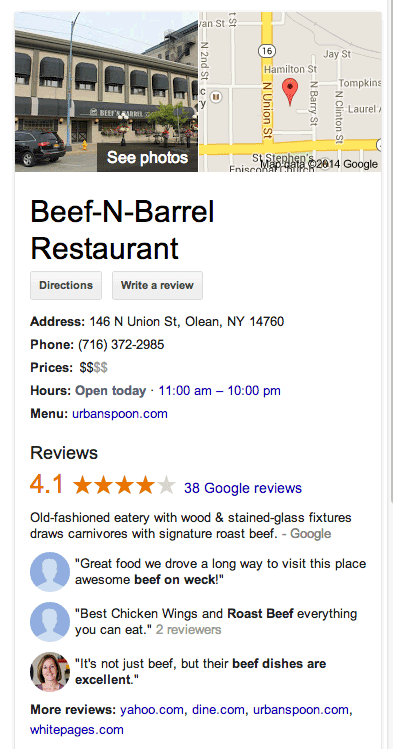 BEEF'N BARREL
See photos
van St
N 2nd St
16
Jay St
Hamilton St
Tompkins
N Union St
N Barry St
N Clinton St
Laurel
St Stephen's
Episcopal Church
Map data ©2014 Google
Beef-N-Barrel
Restaurant
Directions
Write a review
Address: 146 N Union St, Olean, NY 14760
Phone: (716) 372-2985
Prices: $$$$
Hours: Open today · 11:00 am – 10:00 pm
Menu: urbanspoon.com
Reviews
4.1 38 Google reviews
Old-fashioned eatery with wood & stained-glass fixtures
draws carnivores with signature roast beef. - Google
"Great food we drove a long way to visit this place
awesome beef on weck!"
"Best Chicken Wings and Roast Beef everything
you can eat." 2 reviewers
"It's not just beef, but their beef dishes are
excellent."
More reviews: yahoo.com, dine.com, urbanspoon.com,
whitepages.com